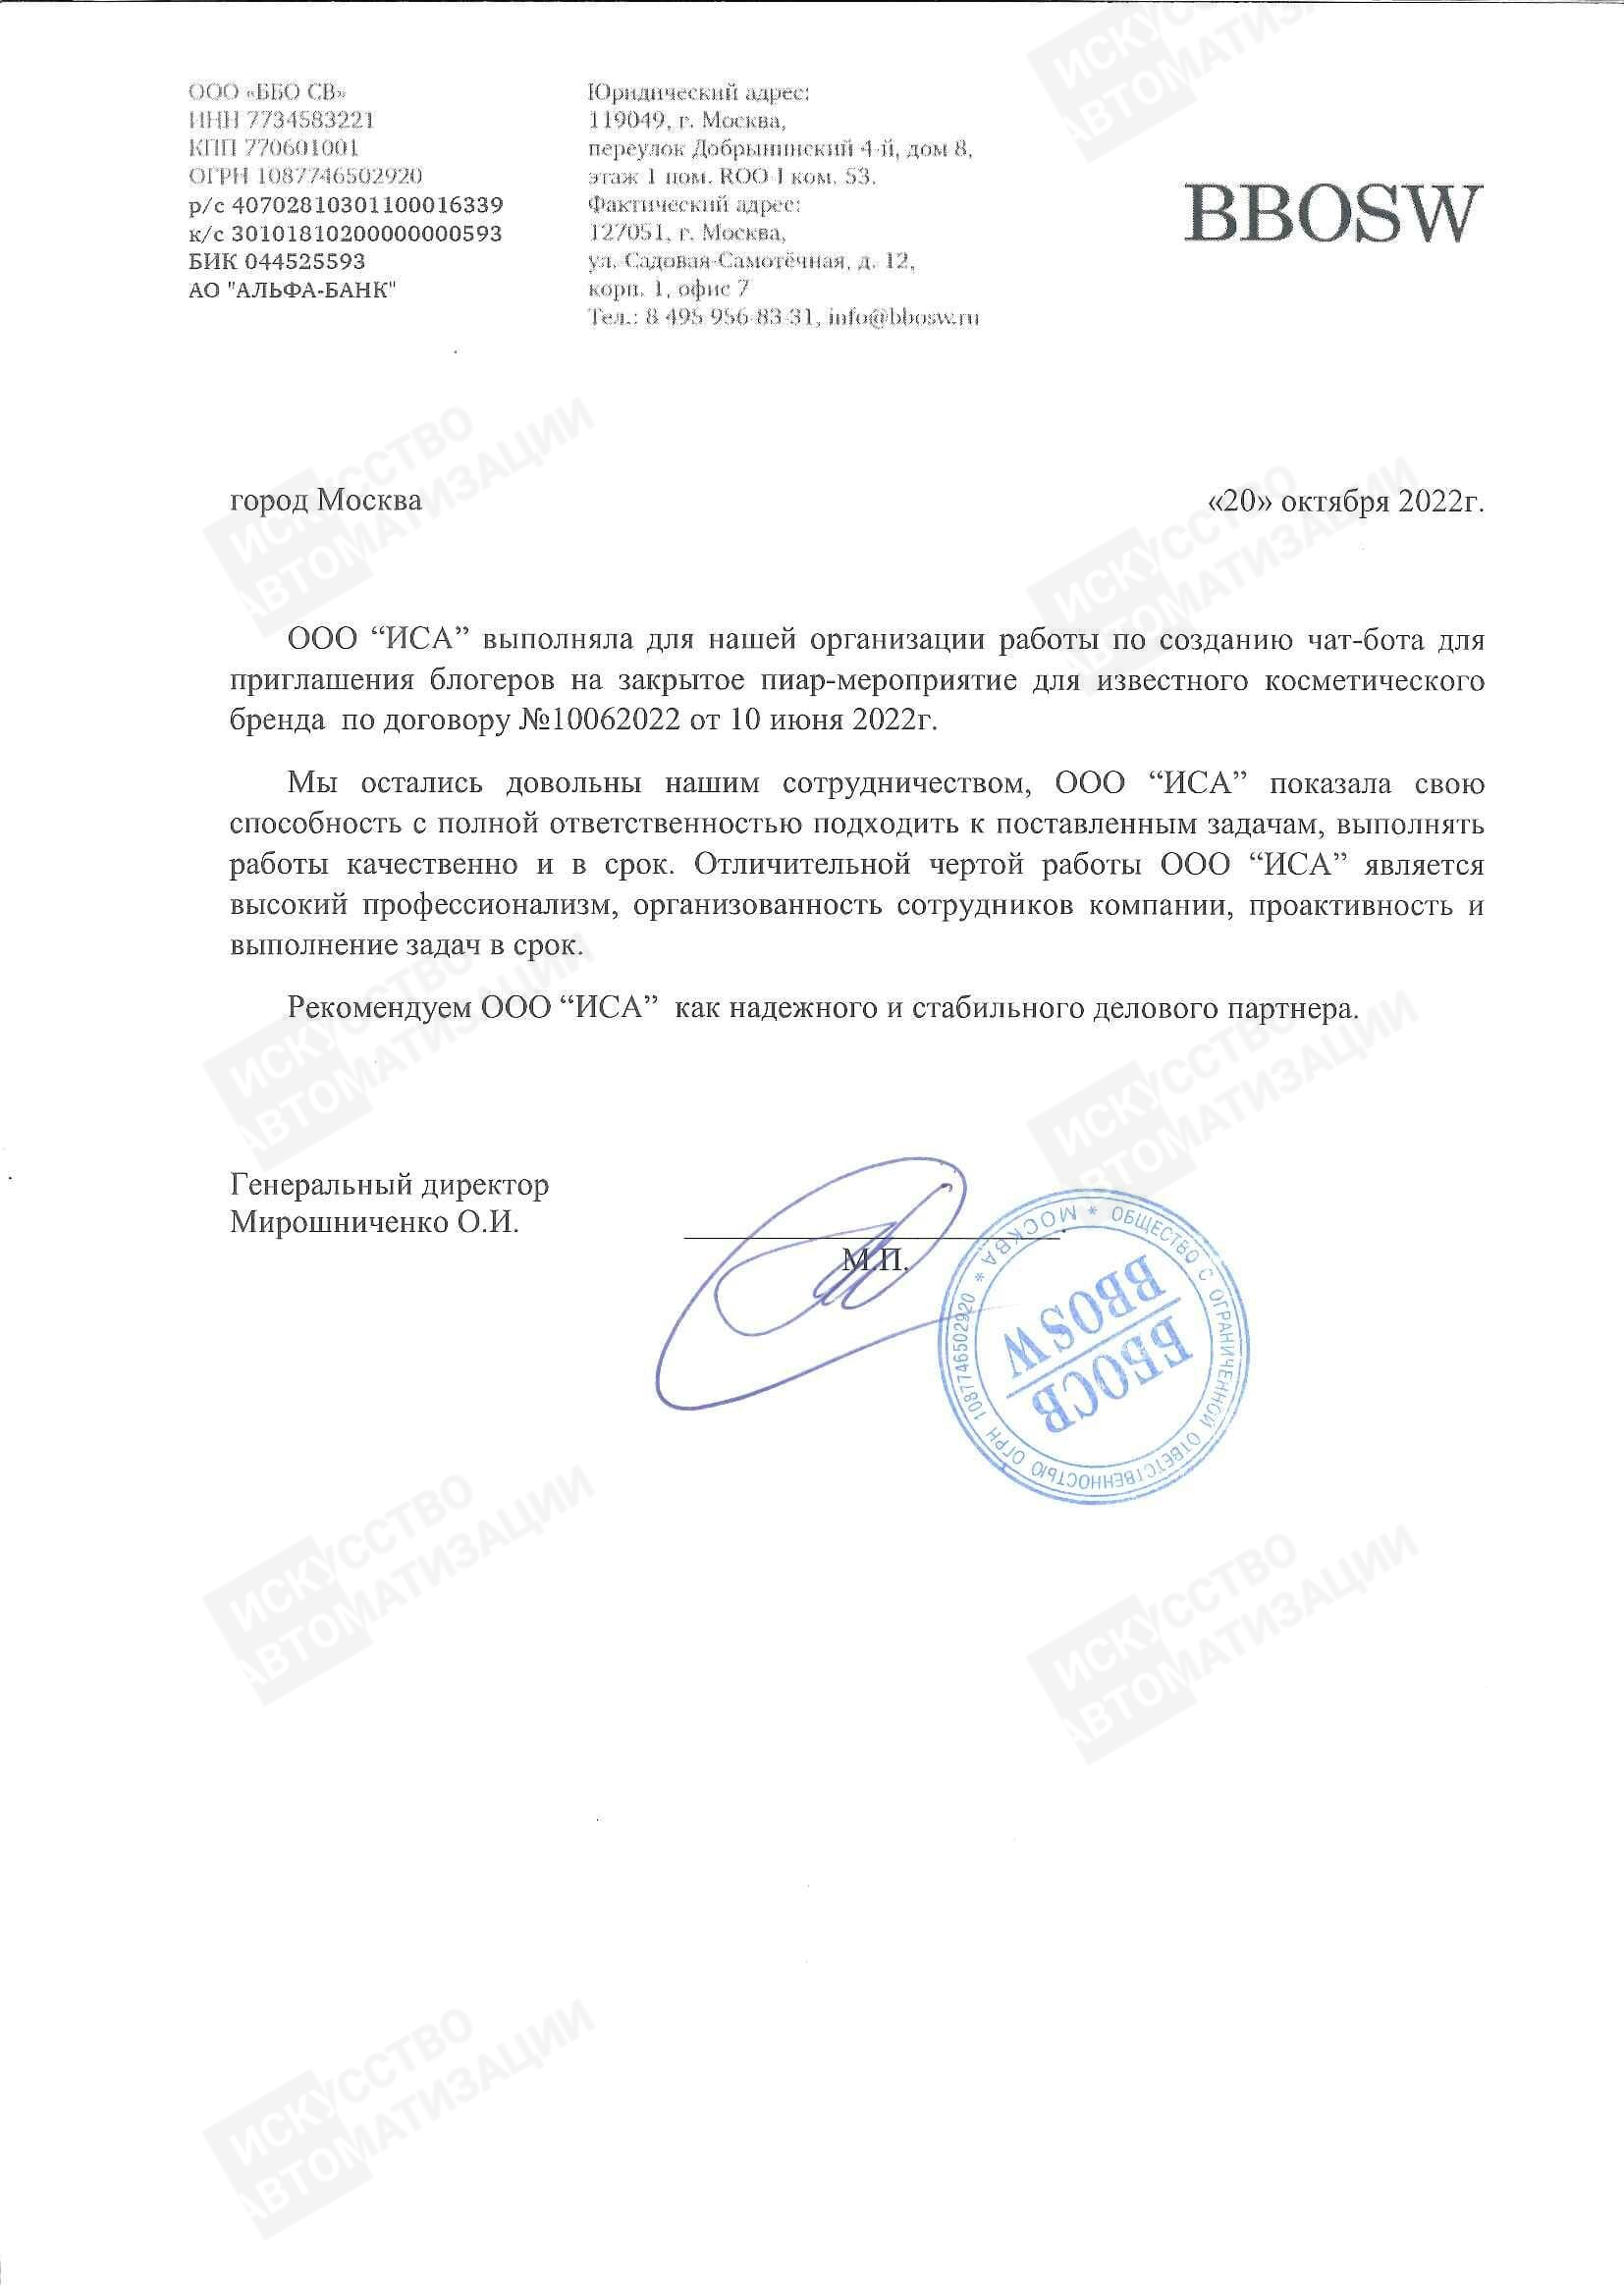 ООО «ББО СВ»
ИНН 7734583221
КПП 770601001
ОГРН 1087746502920
р/с 40702810301100016339
к/с 30101810200000000593
БИК 044525593
АО "АЛЬФА-БАНК"
Юридический адрес:
119049, г. Москва,
переулок Добрынинский 4-й, дом 8,
этаж 1 пом. ROO-I ком. 53.
Фактический адрес:
127051, г. Москва,
ул. Садовая-Самотёчная, д. 12,
корп. 1, офис 7
Тел.: 8 495 956-83-31, info@bbosw.ru
BBOSW
город Москва «20» октября 2022г.
ООО “ИСА” выполняла для нашей организации работы по созданию чат-бота для
приглашения блогеров на закрытое пиар-мероприятие для известного косметического
бренда по договору №10062022 от 10 июня 2022г.
Мы остались довольны нашим сотрудничеством, ООО “ИСА” показала свою
способность с полной ответственностью подходить к поставленным задачам, выполнять
работы качественно и в срок. Отличительной чертой работы ООО “ИСА” является
высокий профессионализм, организованность сотрудников компании, проактивность и
выполнение задач в срок.
Рекомендуем ООО “ИСА” как надежного и стабильного делового партнера.
Генеральный директор
Мирошниченко О.И.
М.П.
ОБЩЕСТВО С ОГРАНИЧЕННОЙ ОТВЕТСТВЕННОСТЬЮ ОГРН 1087746502920 * МОСКВА *
ББОСВ
BBOSW
ИСКУССТВО
АВТОМАТИЗАЦИИ
ИСКУССТВО
АВТОМАТИЗАЦИИ
ИСКУССТВО
АВТОМАТИЗАЦИИ
ИСКУССТВО
АВТОМАТИЗАЦИИ
ИСКУССТВО
АВТОМАТИЗАЦИИ
ИСКУССТВО
АВТОМАТИЗАЦИИ
ИСКУССТВО
АВТОМАТИЗАЦИИ
ИСКУССТВО
АВТОМАТИЗАЦИИ